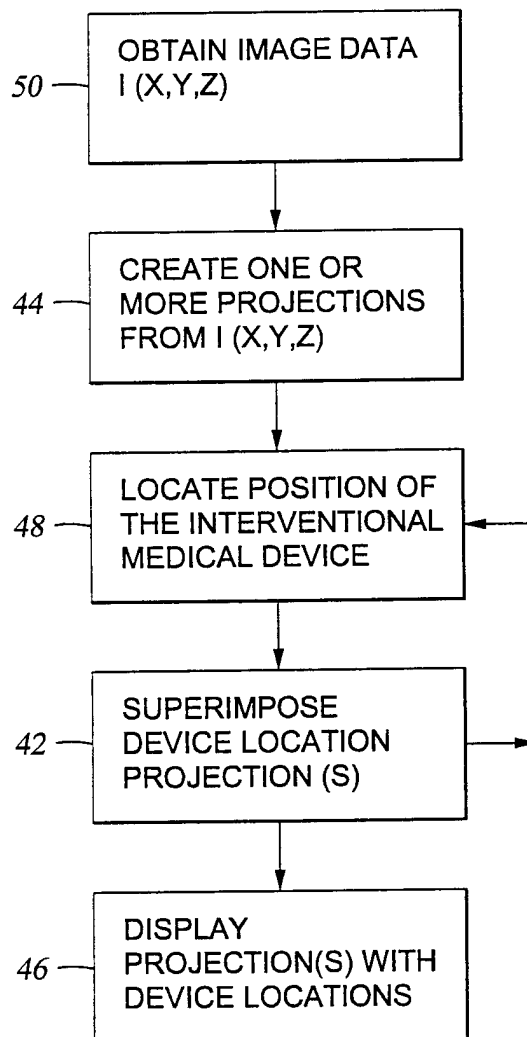 50
OBTAIN IMAGE DATA
I (X,Y,Z)
44
CREATE ONE OR
MORE PROJECTIONS
FROM I (X,Y,Z)
48
LOCATE POSITION OF
THE INTERVENTIONAL
MEDICAL DEVICE
42
SUPERIMPOSE
DEVICE LOCATION
PROJECTION (S)
46
DISPLAY
PROJECTION(S) WITH
DEVICE LOCATIONS